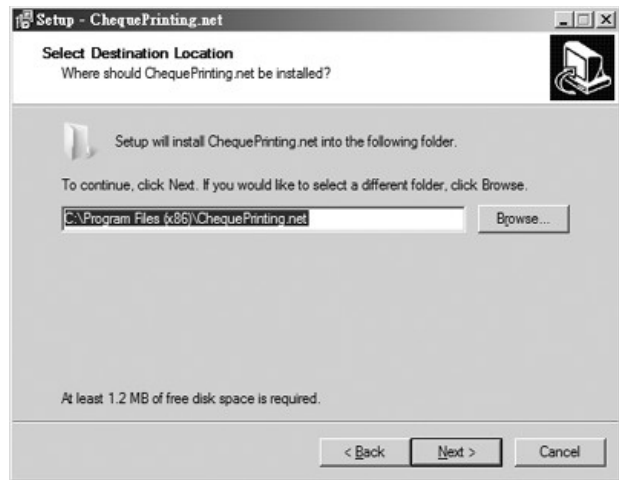 Setup - ChequePrinting.net
Select Destination Location
Where should ChequePrinting.net be installed?
Setup will install ChequePrinting.net into the following folder.
To continue, click Next. If you would like to select a different folder, click Browse.
C:\Program Files (x86)\ChequePrinting.net
Browse...
At least 1.2 MB of free disk space is required.
< Back Next > Cancel